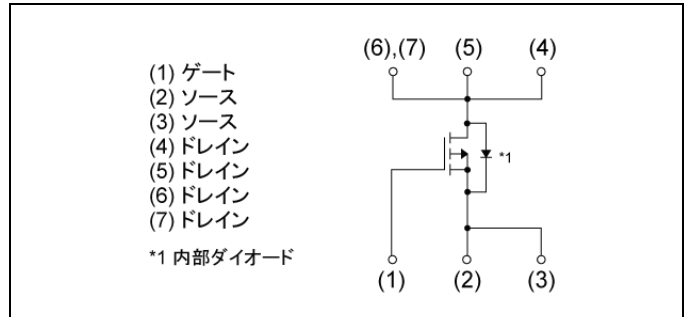 (1) ゲート
(2) ソース
(3) ソース
(4) ドレイン
(5) ドレイン
(6) ドレイン
(7) ドレイン
*1 内部ダイオード
(6),(7) (5) (4)
*1
(1) (2) (3)